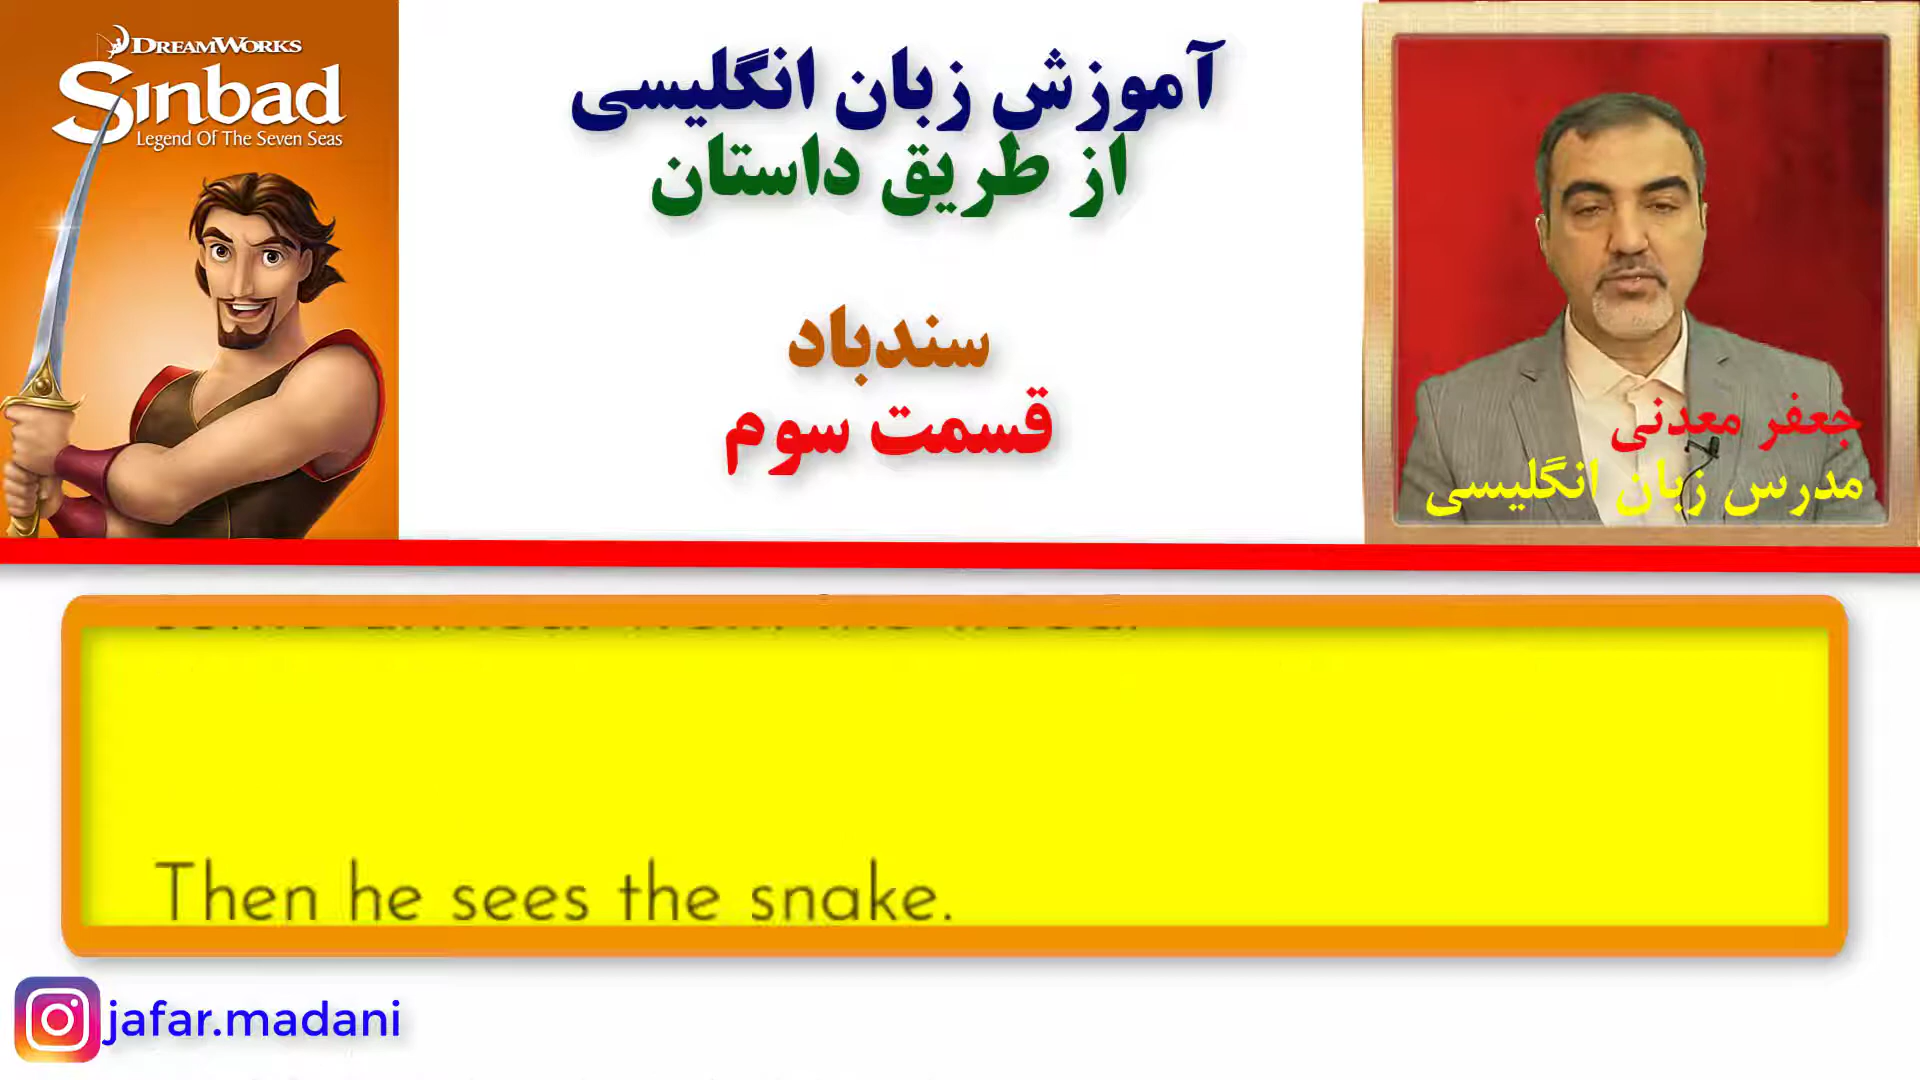 DREAMWORKS
Sinbad
Legend Of The Seven Seas
آموزش زبان انگلیسی
از طریق داستان
سندباد
قسمت سوم
جعفر معدنی
مدرس زبان انگلیسی
Then he sees the snake.
jafar.madani